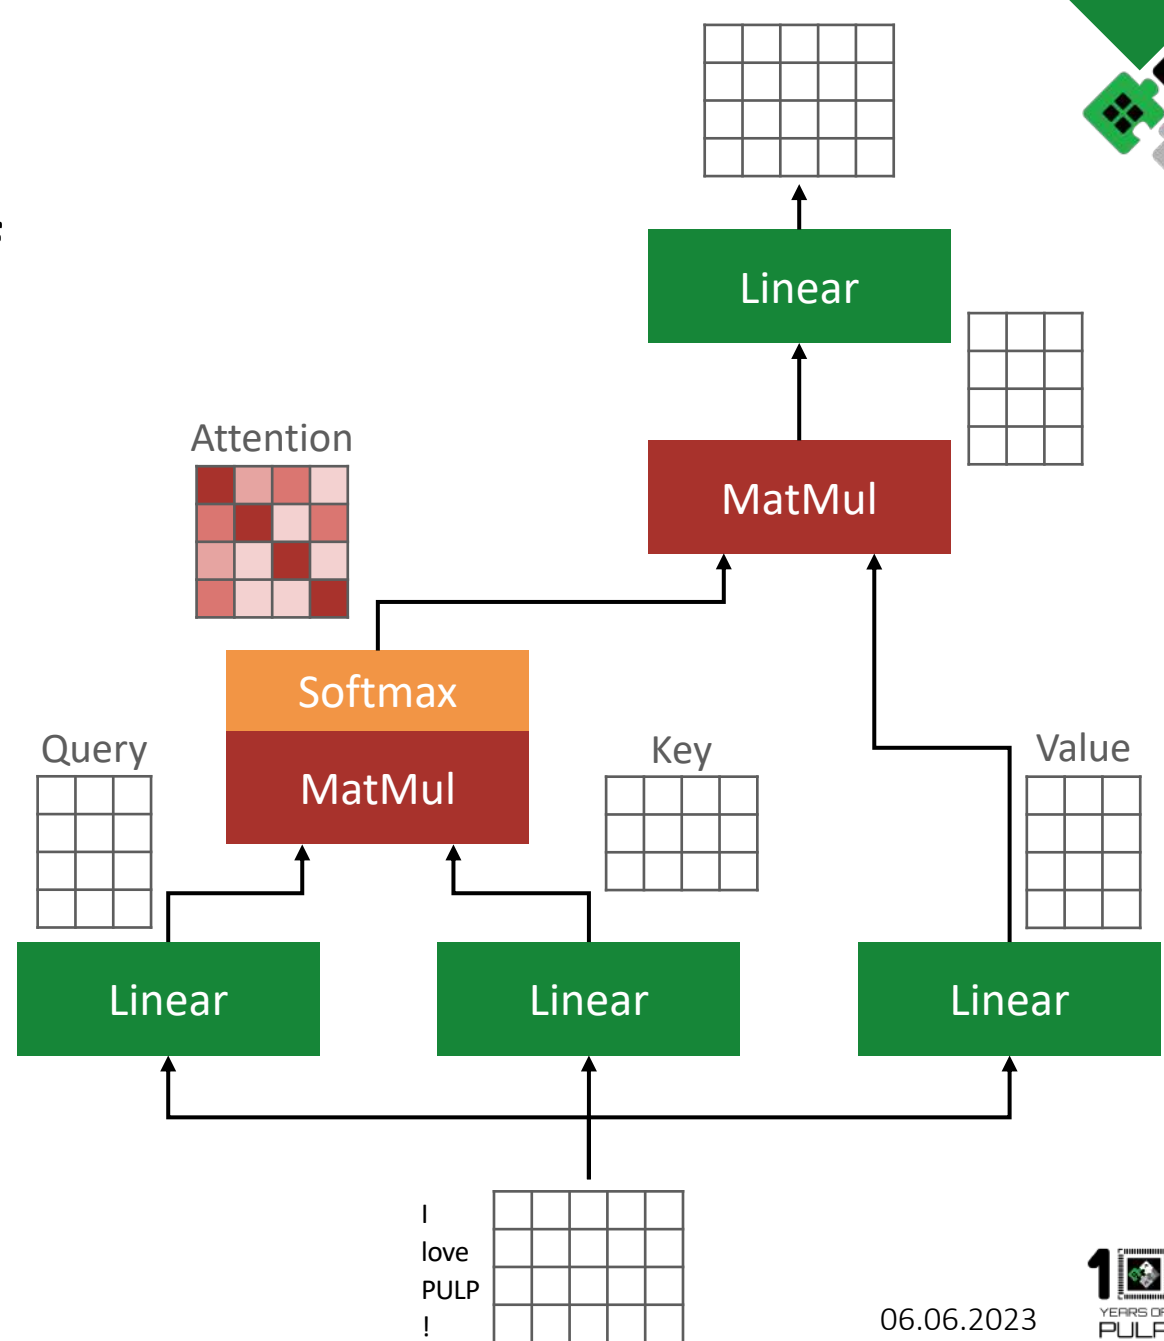 Linear
MatMul
Attention
Softmax
MatMul
Query
Key
Value
Linear
Linear
Linear
I
love
PULP
!
06.06.2023
10
YEARS OF
PULP